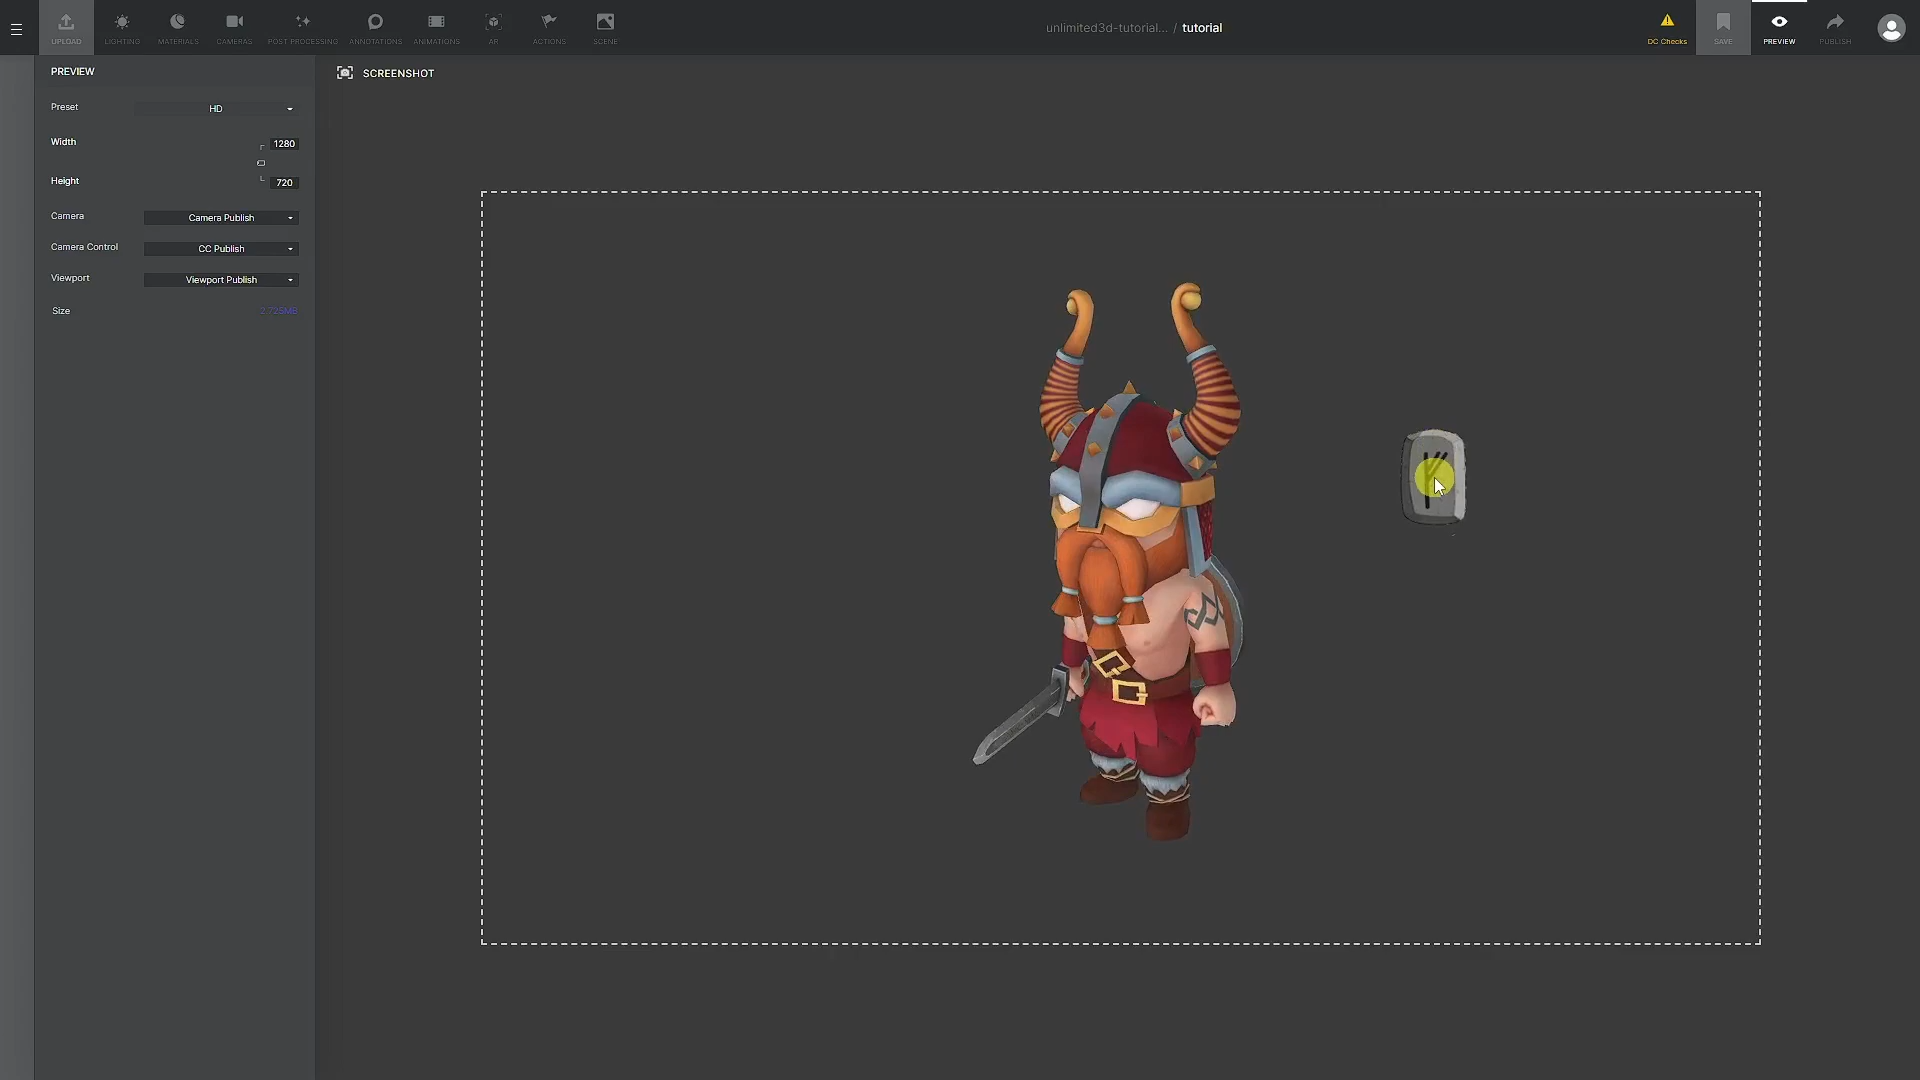 UPLOAD
LIGHTING
MATERIALS
CAMERAS
POST PROCESSING
ANNOTATIONS
ANIMATIONS
AR
ACTIONS
SCENE
unlimited3d-tutorial... / tutorial
DC Checks
SAVE
PREVIEW
PUBLISH
PREVIEW
SCREENSHOT
Preset HD
Width 1280
Height 720
Camera Camera Publish
Camera Control CC Publish
Viewport Viewport Publish
Size 2.725MB